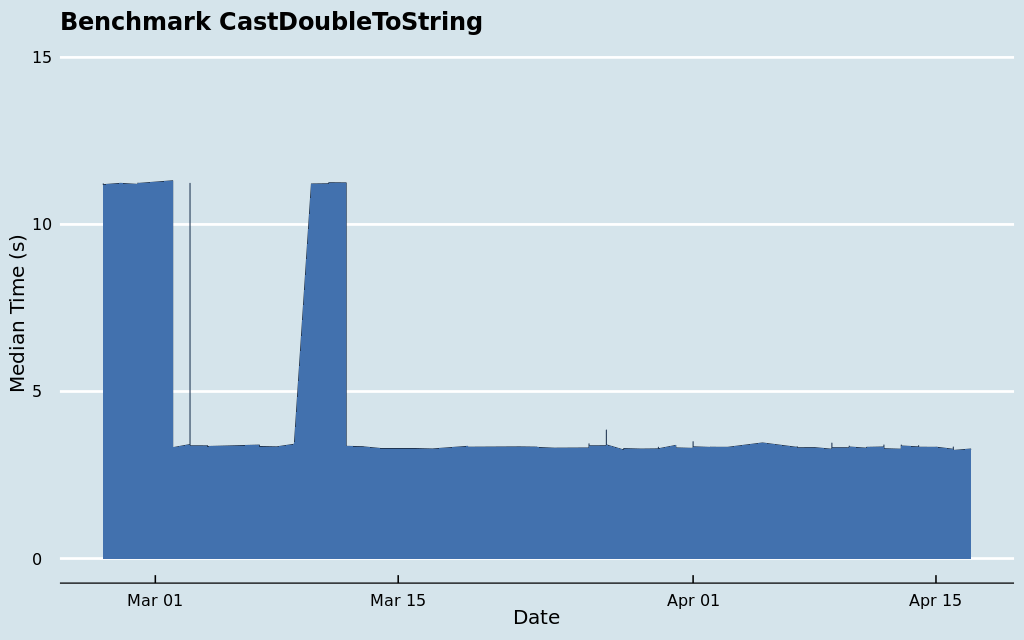 Benchmark CastDoubleToString
15
10
5
0
Median Time (s)
Mar 01
Mar 15
Apr 01
Apr 15
Date